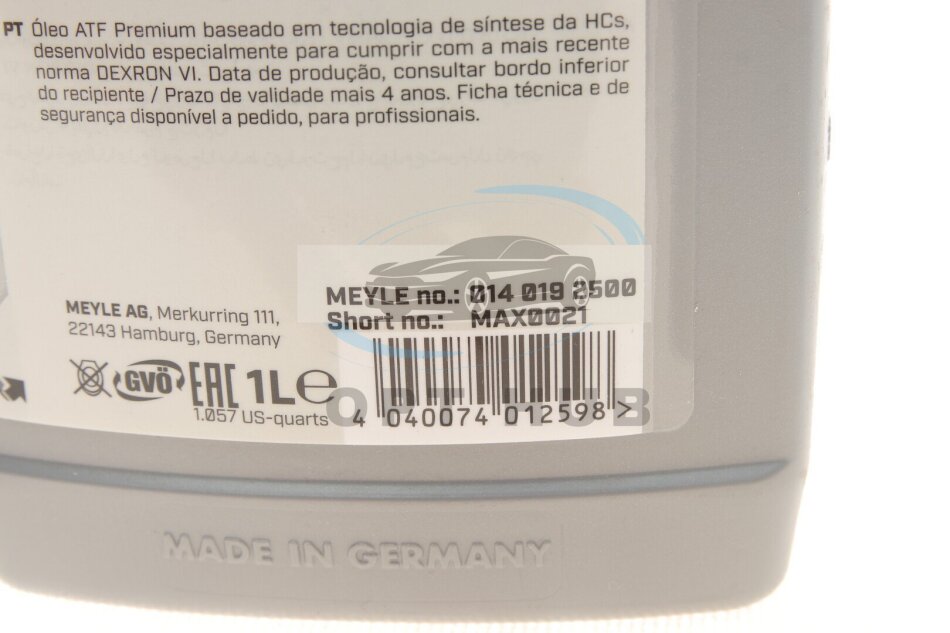 PT Óleo ATF Premium baseado em tecnologia de síntese da HCs,
desenvolvido especialmente para cumprir com a mais recente
norma DEXRON VI. Data de produção, consultar bordo inferior
do recipiente / Prazo de validade mais 4 anos. Ficha técnica e de
segurança disponível a pedido, para profissionais.
MEYLE no.: 014 019 2500
Short no.: MAX0021
MEYLE AG, Merkurring 111,
22143 Hamburg, Germany
GVÖ EAC 1L℮
1.057 US-quarts
OPT HUB
4 040074 012598 >
MADE IN GERMANY